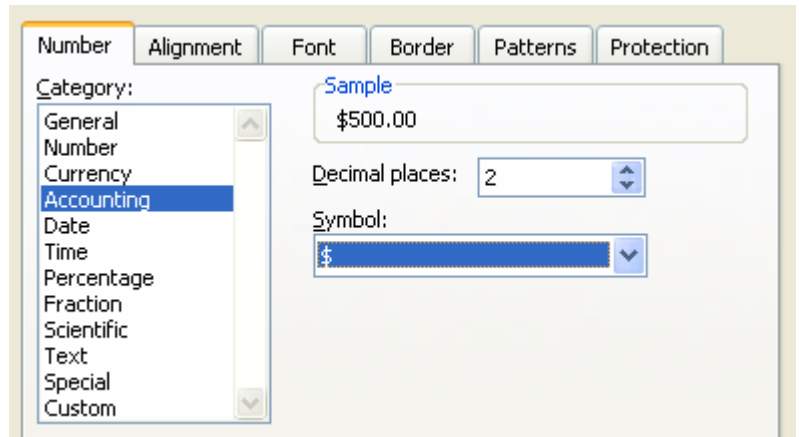 Number Alignment Font Border Patterns Protection
Category:
General
Number
Currency
Accounting
Date
Time
Percentage
Fraction
Scientific
Text
Special
Custom
Sample
$500.00
Decimal places: 2
Symbol:
$